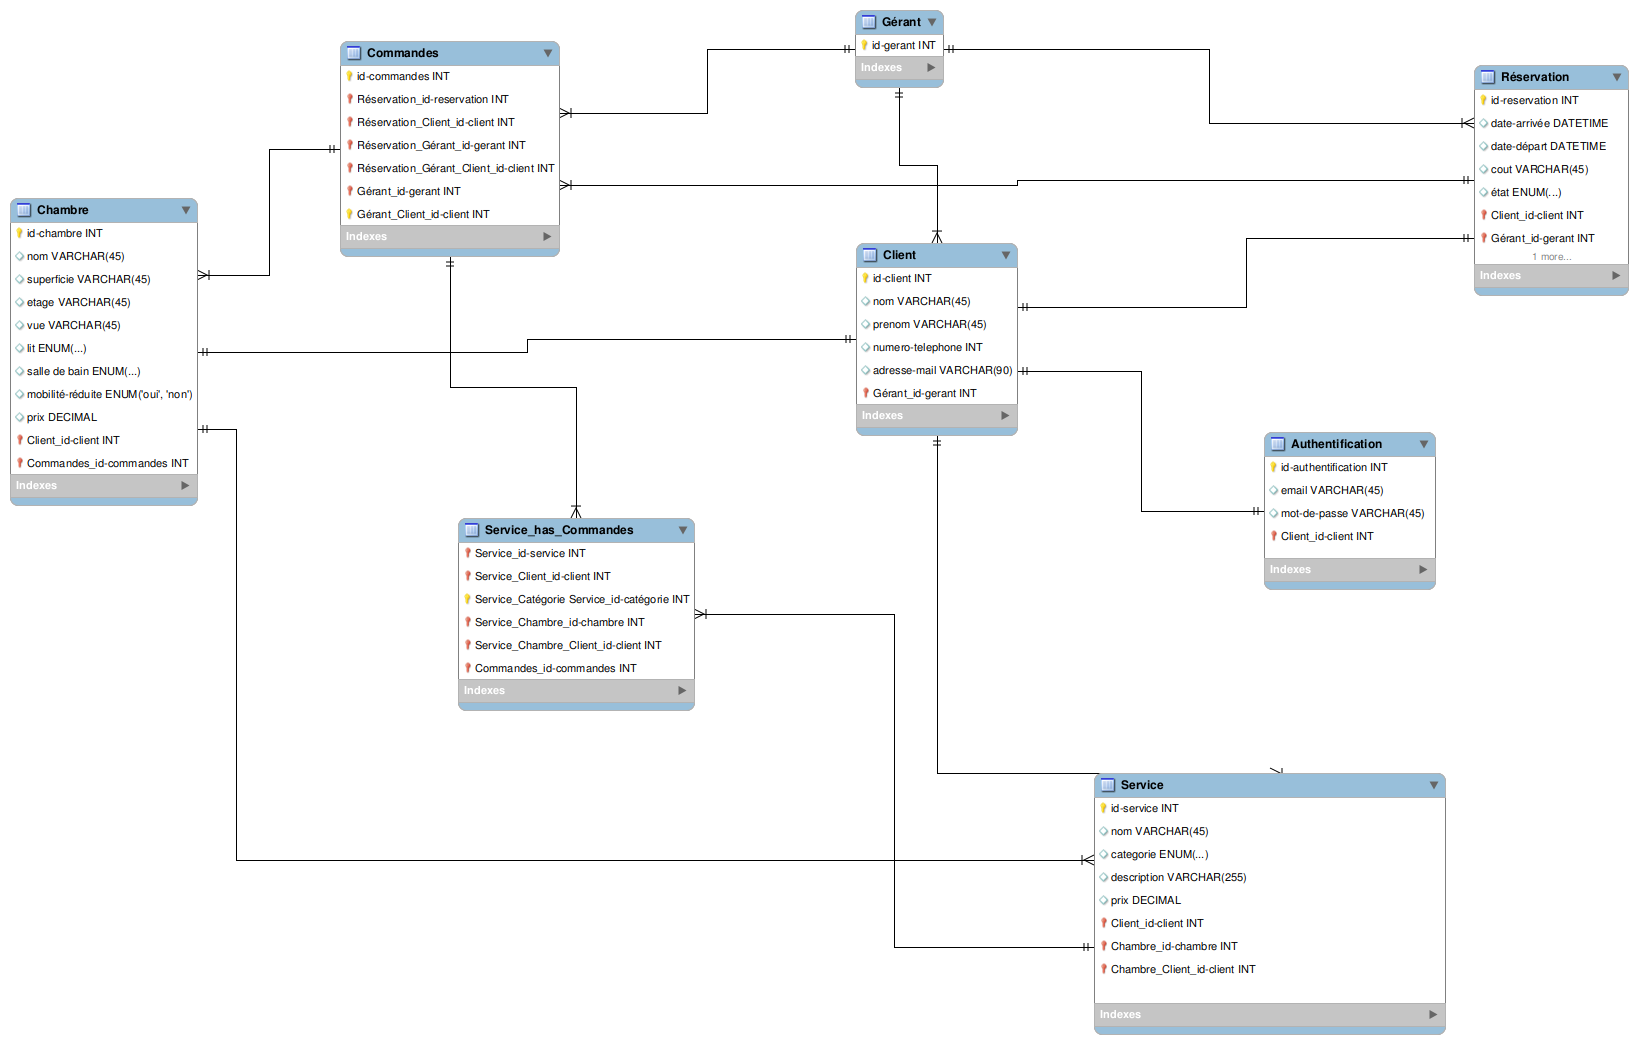 Gérant
id-gerant INT
Indexes
Commandes
id-commandes INT
Réservation_id-reservation INT
Réservation_Client_id-client INT
Réservation_Gérant_id-gerant INT
Réservation_Gérant_Client_id-client INT
Gérant_id-gerant INT
Gérant_Client_id-client INT
Indexes
Réservation
id-reservation INT
date-arrivée DATETIME
date-départ DATETIME
cout VARCHAR(45)
état ENUM(...)
Client_id-client INT
Gérant_id-gerant INT
1 more...
Indexes
Chambre
id-chambre INT
nom VARCHAR(45)
superficie VARCHAR(45)
etage VARCHAR(45)
vue VARCHAR(45)
lit ENUM(...)
salle de bain ENUM(...)
mobilité-réduite ENUM('oui', 'non')
prix DECIMAL
Client_id-client INT
Commandes_id-commandes INT
Indexes
Client
id-client INT
nom VARCHAR(45)
prenom VARCHAR(45)
numero-telephone INT
adresse-mail VARCHAR(90)
Gérant_id-gerant INT
Indexes
Authentification
id-authentification INT
email VARCHAR(45)
mot-de-passe VARCHAR(45)
Client_id-client INT
Indexes
Service_has_Commandes
Service_id-service INT
Service_Client_id-client INT
Service_Catégorie Service_id-catégorie INT
Service_Chambre_id-chambre INT
Service_Chambre_Client_id-client INT
Commandes_id-commandes INT
Indexes
Service
id-service INT
nom VARCHAR(45)
categorie ENUM(...)
description VARCHAR(255)
prix DECIMAL
Client_id-client INT
Chambre_id-chambre INT
Chambre_Client_id-client INT
Indexes